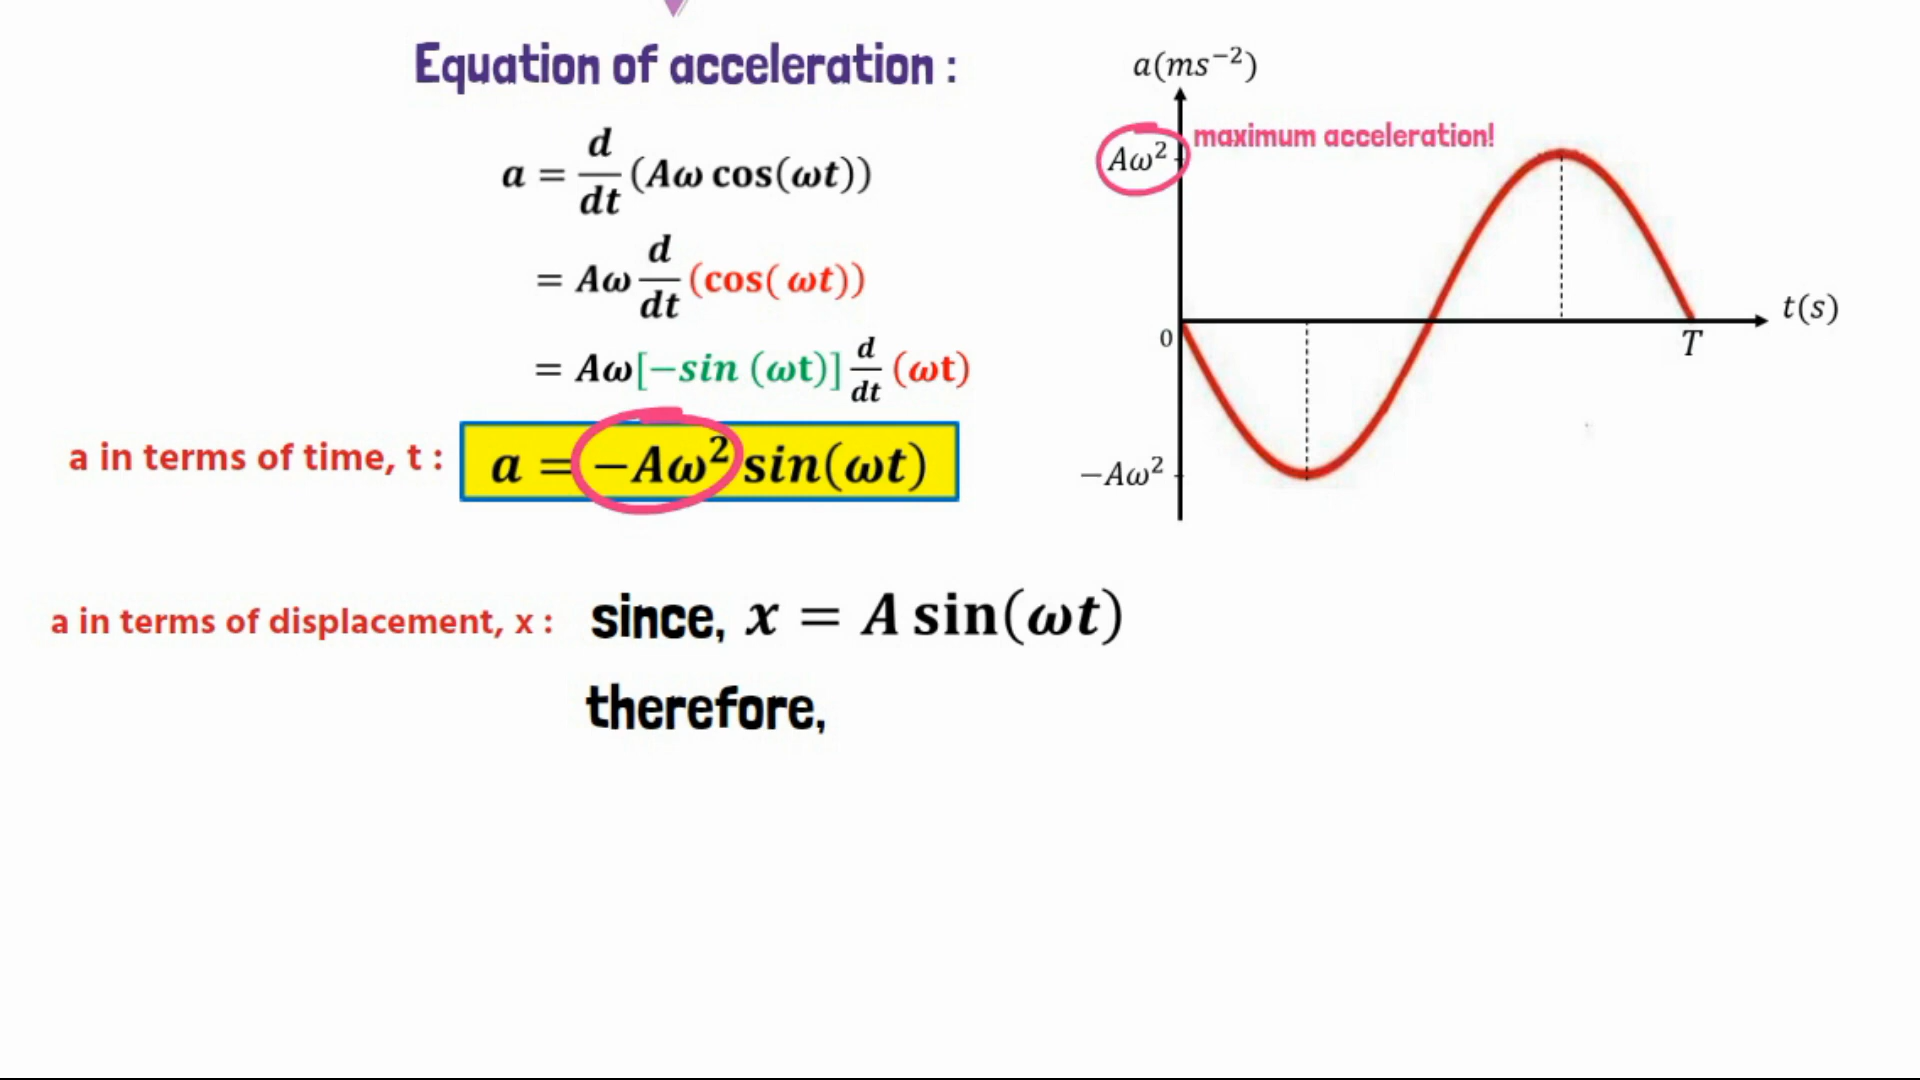 Equation of acceleration :
a = d/dt (Aω cos(ωt))
= Aω d/dt (cos( ωt))
= Aω[−sin (ωt)] d/dt (ωt)
a in terms of time, t : a = −Aω² sin(ωt)
a(ms⁻²)
maximum acceleration!
Aω²
t(s)
0
T
−Aω²
a in terms of displacement, x : since, x = A sin(ωt)
therefore,